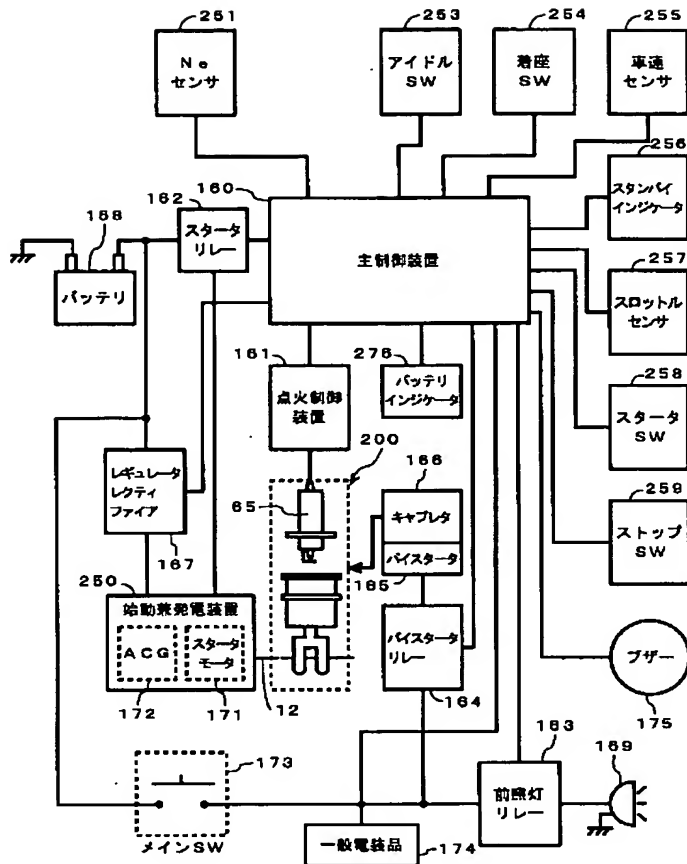 251
253
254
255
Ne
センサ
アイドル
SW
着座
SW
車速
センサ
256
スタンバイ
インジケータ
162
160
168
スタータ
リレー
主制御装置
バッテリ
257
スロットル
センサ
161
276
点火制御
装置
バッテリ
インジケータ
258
スタータ
SW
200
166
レギュレータ
レクティ
ファイア
167
65
キャブレタ
バイスタータ
165
259
ストップ
SW
250
始動兼発電装置
ACG
スタータ
モータ
172
171
12
バイスタータ
リレー
164
ブザー
175
173
163
169
メインSW
前照灯
リレー
一般電装品
174